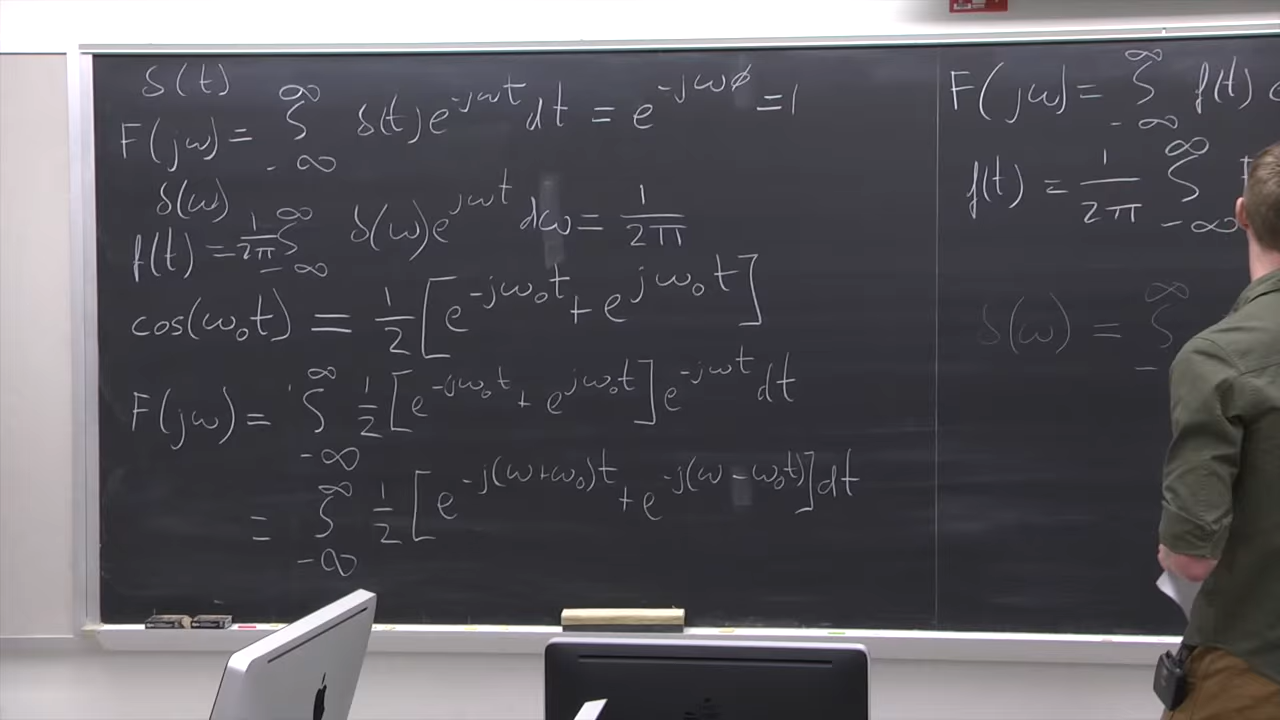 δ(t)
F(jω) = ∫_{-∞}^{∞} δ(t) e^{-jωt} dt = e^{-jω0} = 1
δ(ω)
f(t) = 1/2π ∫_{-∞}^{∞} δ(ω) e^{jωt} dω = 1/2π
cos(ω₀t) = 1/2 [e^{-jω₀t} + e^{jω₀t}]
F(jω) = ∫_{-∞}^{∞} 1/2 [e^{-jω₀t} + e^{jω₀t}] e^{-jωt} dt
= ∫_{-∞}^{∞} 1/2 [e^{-j(ω+ω₀)t} + e^{-j(ω-ω₀t)}] dt
F(jω) = ∫_{-∞}^{∞} f(t) e
f(t) = 1/2π ∫_{-∞}^{∞}
δ(ω) = ∫_{-}^{∞}